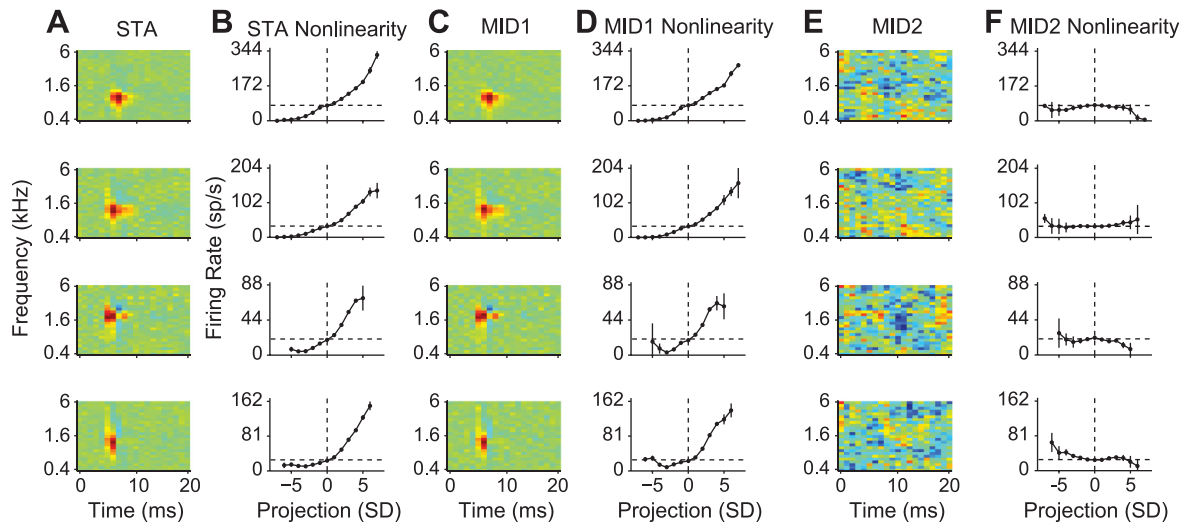 A STA B STA Nonlinearity C MID1 D MID1 Nonlinearity E MID2 F MID2 Nonlinearity
6 344 6 344 6 344
1.6 172 1.6 172 1.6 172
0.4 0 0.4 0 0.4 0
6 204 6 204 6 204
1.6 102 1.6 102 1.6 102
0.4 0 0.4 0 0.4 0
Frequency (kHz)
Firing Rate (sp/s)
6 88 6 88 6 88
1.6 44 1.6 44 1.6 44
0.4 0 0.4 0 0.4 0
6 162 6 162 6 162
1.6 81 1.6 81 1.6 81
0.4 0 0.4 0 0.4 0
0 10 20 −5 0 5 0 10 20 −5 0 5 0 10 20 −5 0 5
Time (ms) Projection (SD) Time (ms) Projection (SD) Time (ms) Projection (SD)